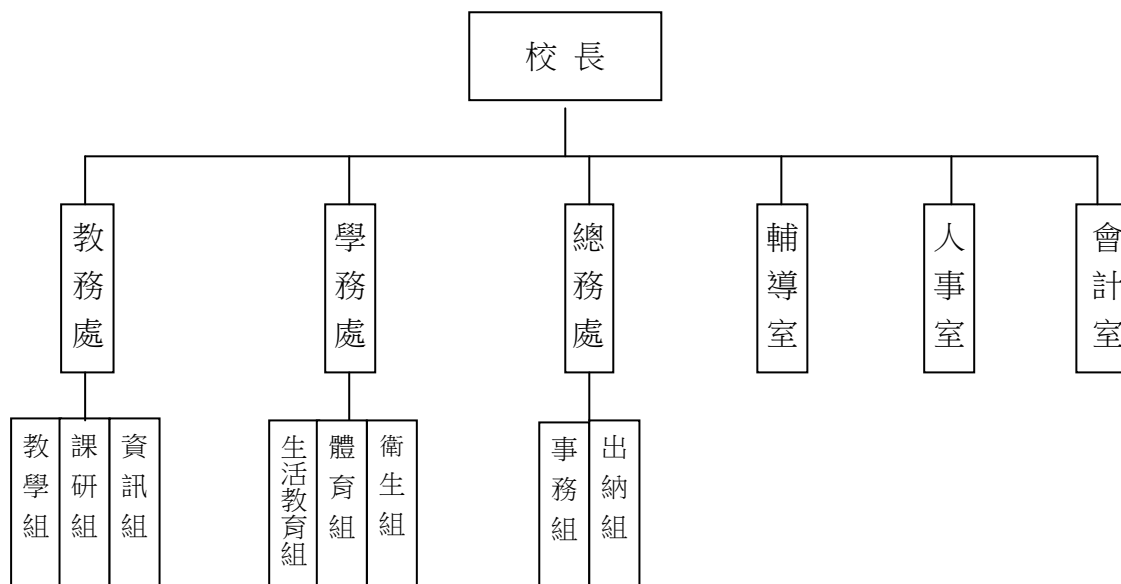 校 長
教務處
學務處
總務處
輔導室
人事室
會計室
教學組
課研組
資訊組
生活教育組
體育組
衛生組
事務組
出納組